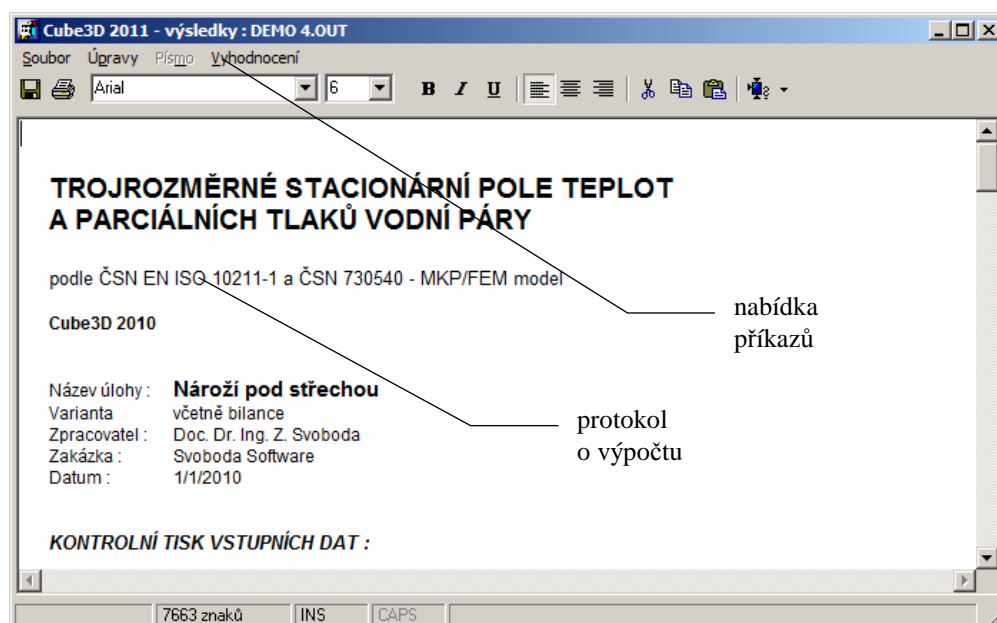 Cube3D 2011 - výsledky : DEMO 4.OUT
Soubor Úpravy Písmo Vyhodnocení
Arial 6 B I U
TROJROZMĚRNÉ STACIONÁRNÍ POLE TEPLOT
A PARCIÁLNÍCH TLAKŮ VODNÍ PÁRY
podle ČSN EN ISO 10211-1 a ČSN 730540 - MKP/FEM model
Cube3D 2010
nabídka
příkazů
Název úlohy : Nároží pod střechou
Varianta včetně bilance
Zpracovatel : Doc. Dr. Ing. Z. Svoboda
Zakázka : Svoboda Software
Datum : 1/1/2010
protokol
o výpočtu
KONTROLNÍ TISK VSTUPNÍCH DAT :
7663 znaků INS CAPS